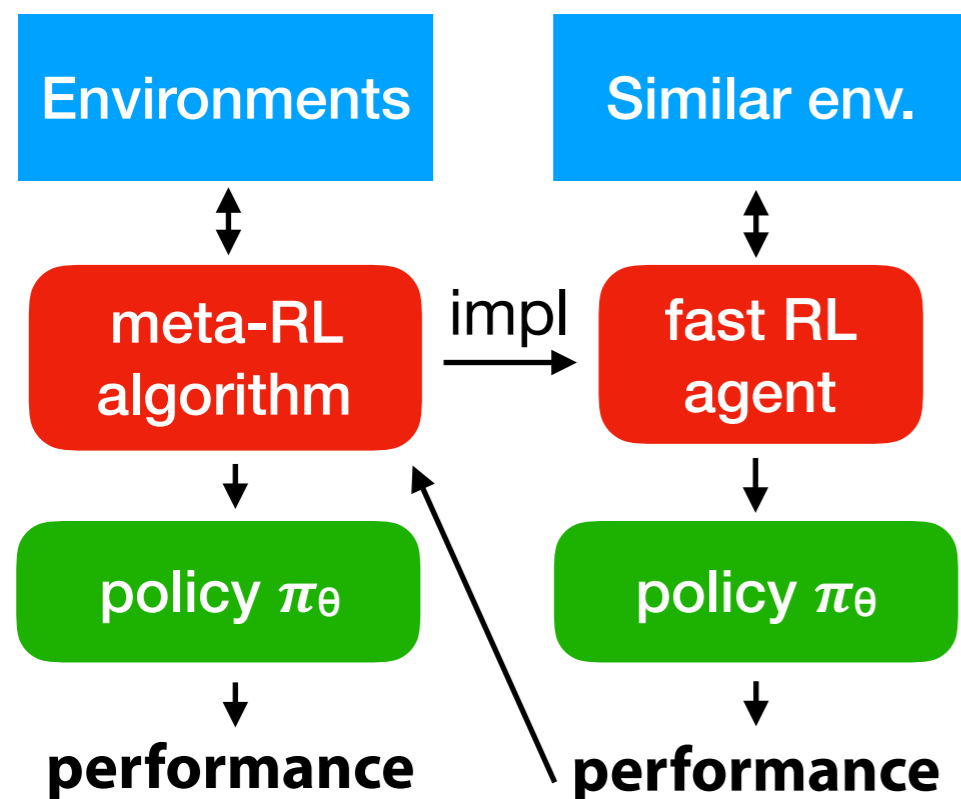 Environments
Similar env.
meta-RL
algorithm
impl
fast RL
agent
policy πθ
policy πθ
performance
performance